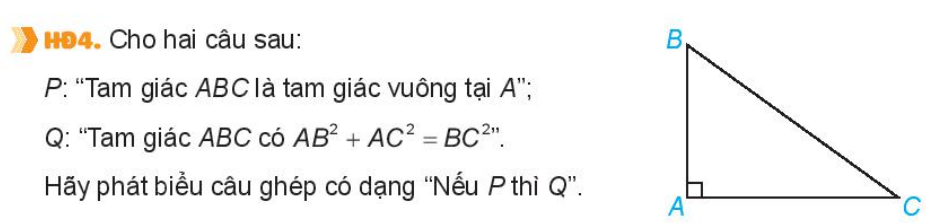 HĐ4. Cho hai câu sau:
P: “Tam giác ABC là tam giác vuông tại A”;
Q: “Tam giác ABC có AB² + AC² = BC²”.
Hãy phát biểu câu ghép có dạng “Nếu P thì Q”.
B
A
C